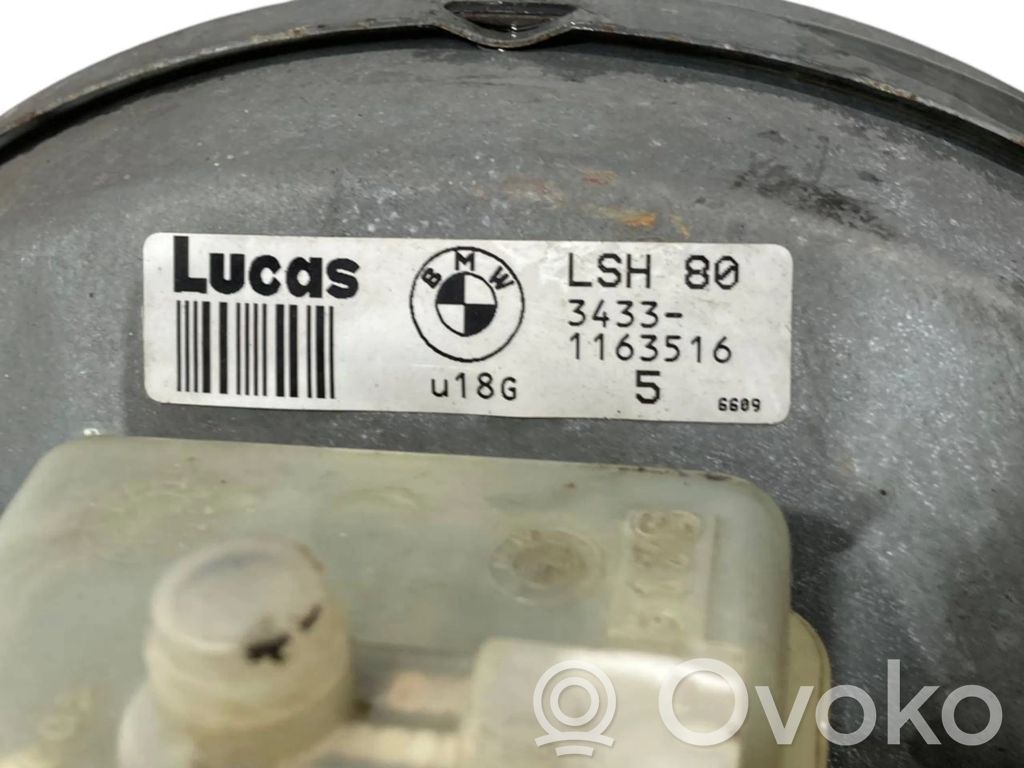 Lucas
BMW
u18G
LSH 80
3433-
1163516
5
6609
Ovoko